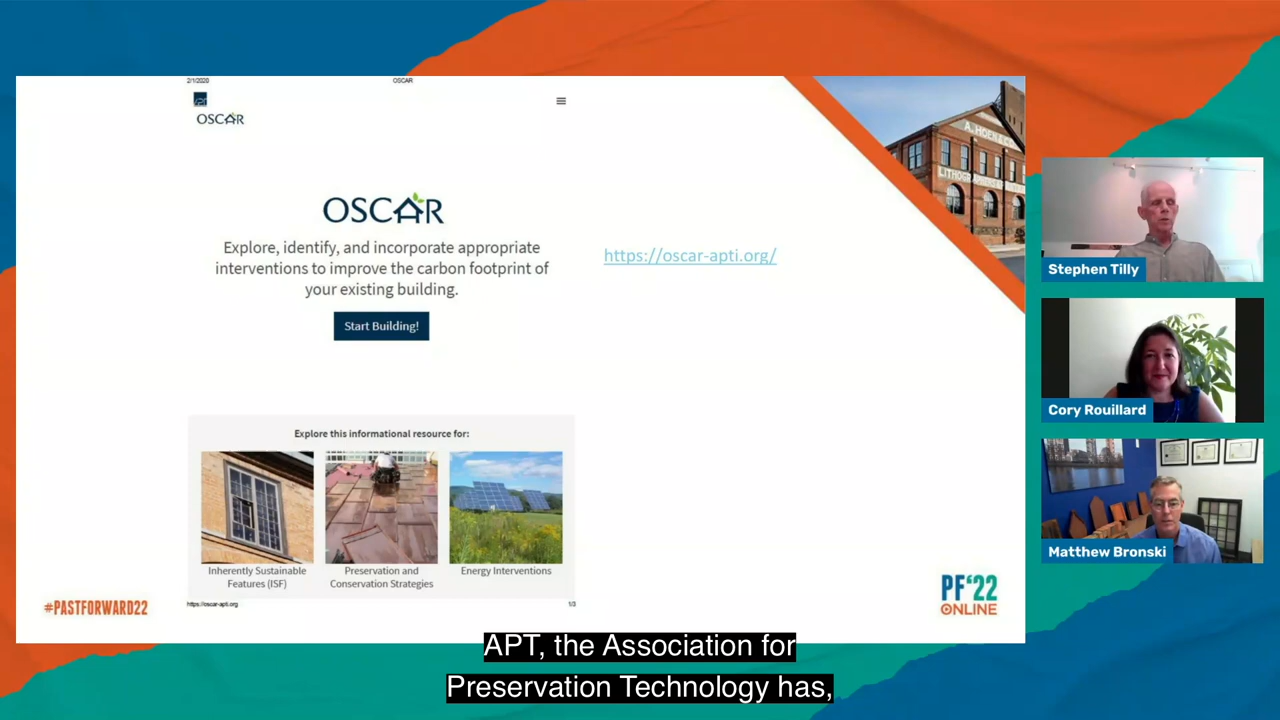 2/1/2020
OSCAR
OSCAR
OSCAR
Explore, identify, and incorporate appropriate
interventions to improve the carbon footprint of
your existing building.
Start Building!
https://oscar-apti.org/
Explore this informational resource for:
Inherently Sustainable
Features (ISF)
Preservation and
Conservation Strategies
Energy Interventions
https://oscar-apti.org
1/3
A. HOEN & CO.
#PASTFORWARD22
PF'22
ONLINE
Stephen Tilly
Cory Rouillard
Matthew Bronski
APT, the Association for
Preservation Technology has,